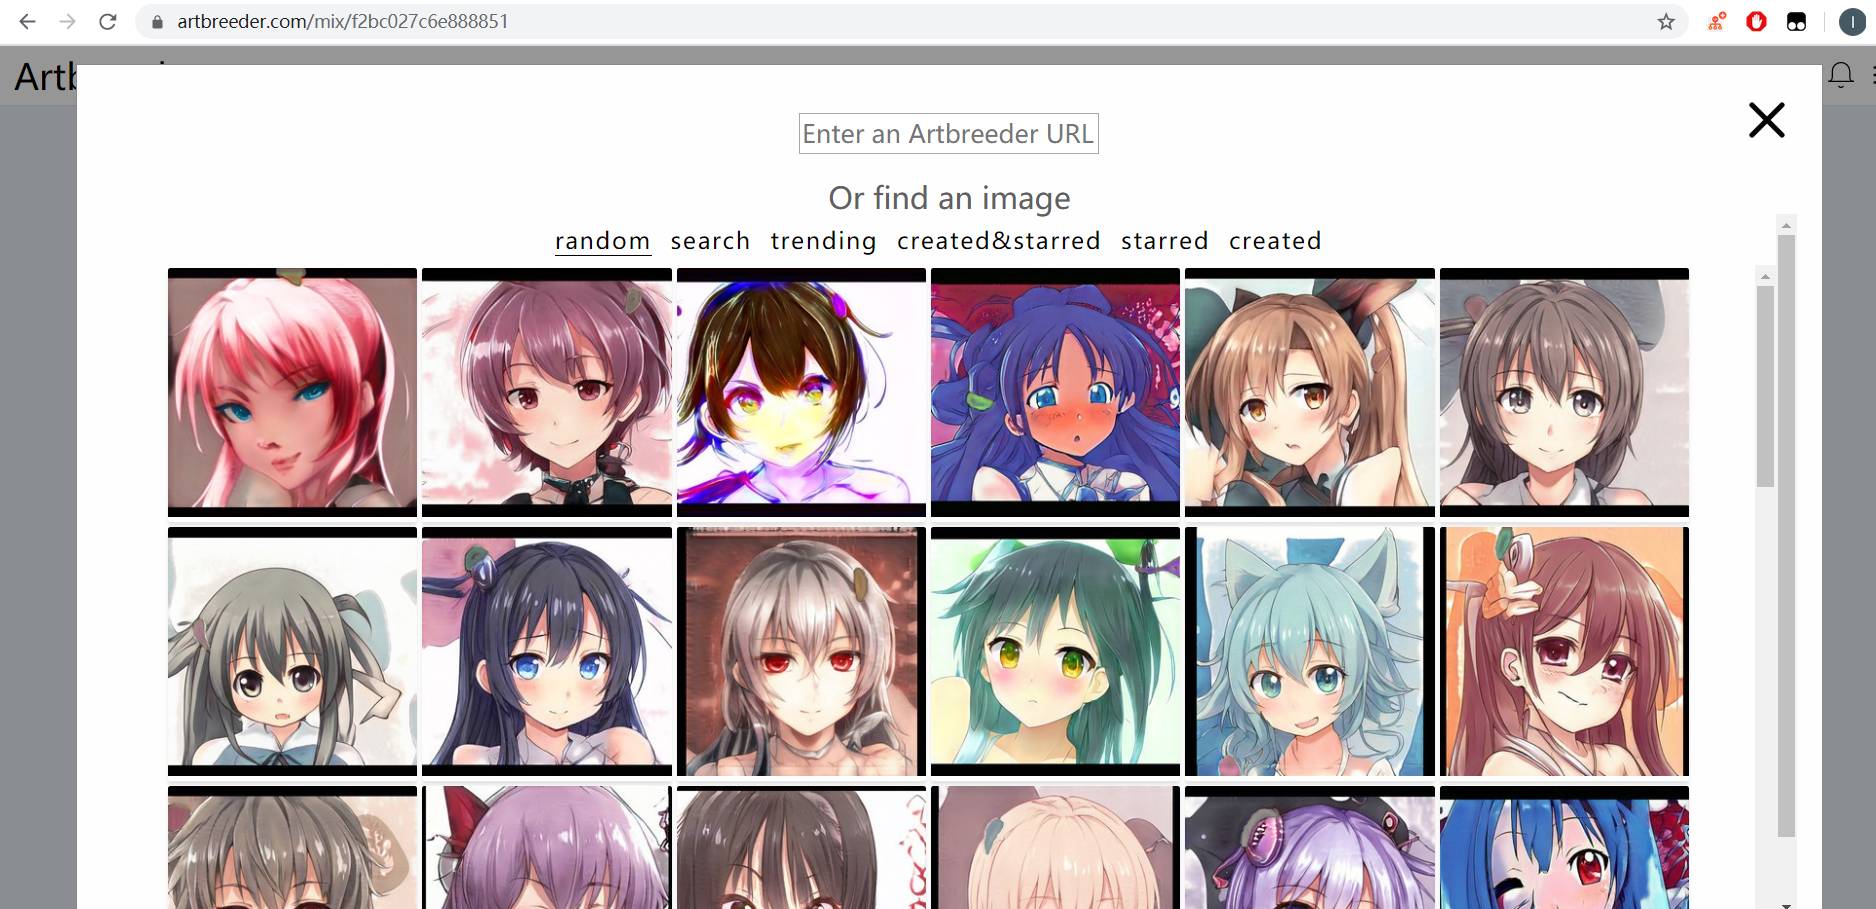 artbreeder.com/mix/f2bc027c6e888851
I
Enter an Artbreeder URL
Or find an image
random search trending created&starred starred created